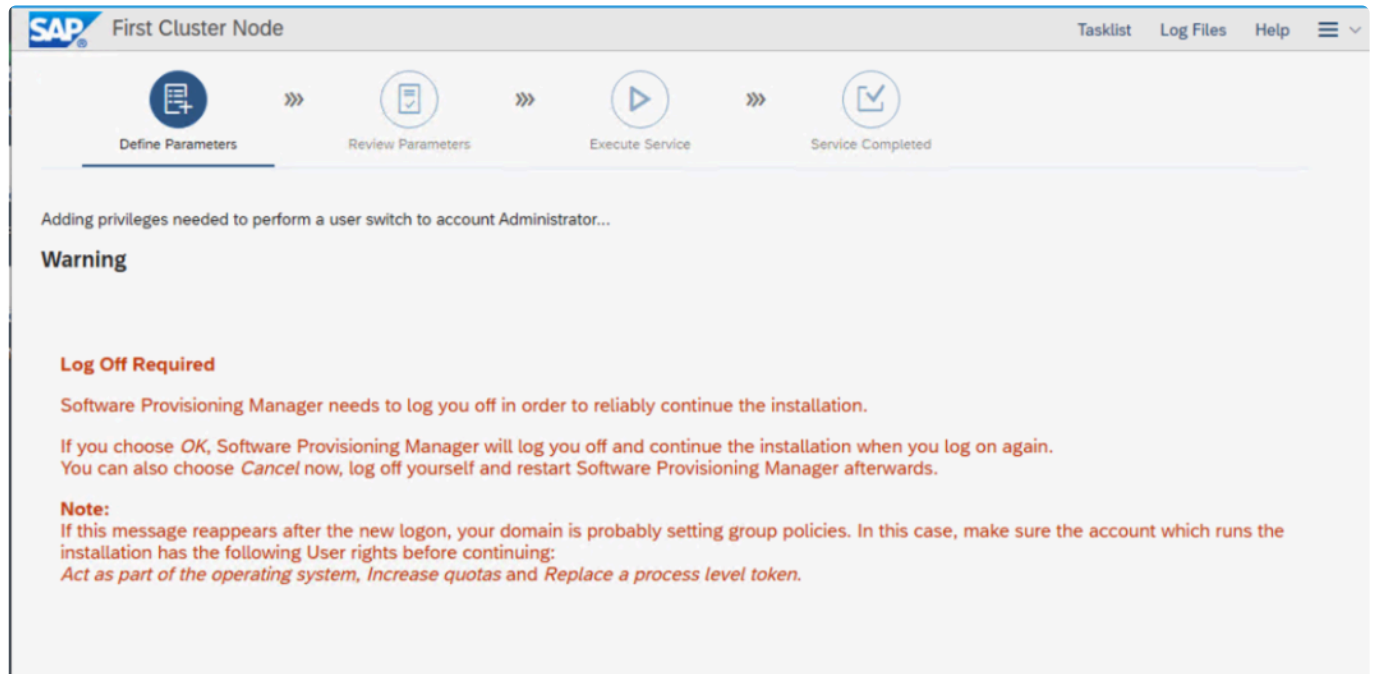 SAP® First Cluster Node Tasklist Log Files Help
Define Parameters Review Parameters Execute Service Service Completed
Adding privileges needed to perform a user switch to account Administrator...
Warning
Log Off Required
Software Provisioning Manager needs to log you off in order to reliably continue the installation.
If you choose OK, Software Provisioning Manager will log you off and continue the installation when you log on again.
You can also choose Cancel now, log off yourself and restart Software Provisioning Manager afterwards.
Note:
If this message reappears after the new logon, your domain is probably setting group policies. In this case, make sure the account which runs the
installation has the following User rights before continuing:
Act as part of the operating system, Increase quotas and Replace a process level token.